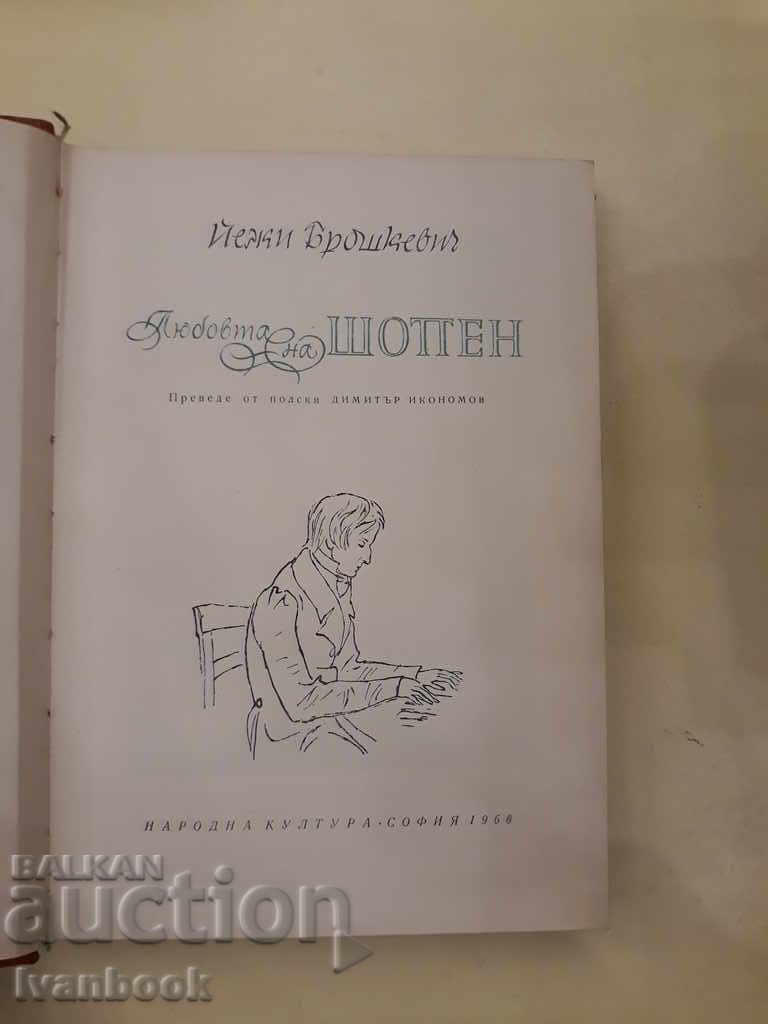 Йежи Брошкевич
Любовта на ШОПЕН
Преведе от полски ДИМИТЪР ИКОНОМОВ
НАРОДНА КУЛТУРА · СОФИЯ 1960
BALKAN
auction
Ivanbook